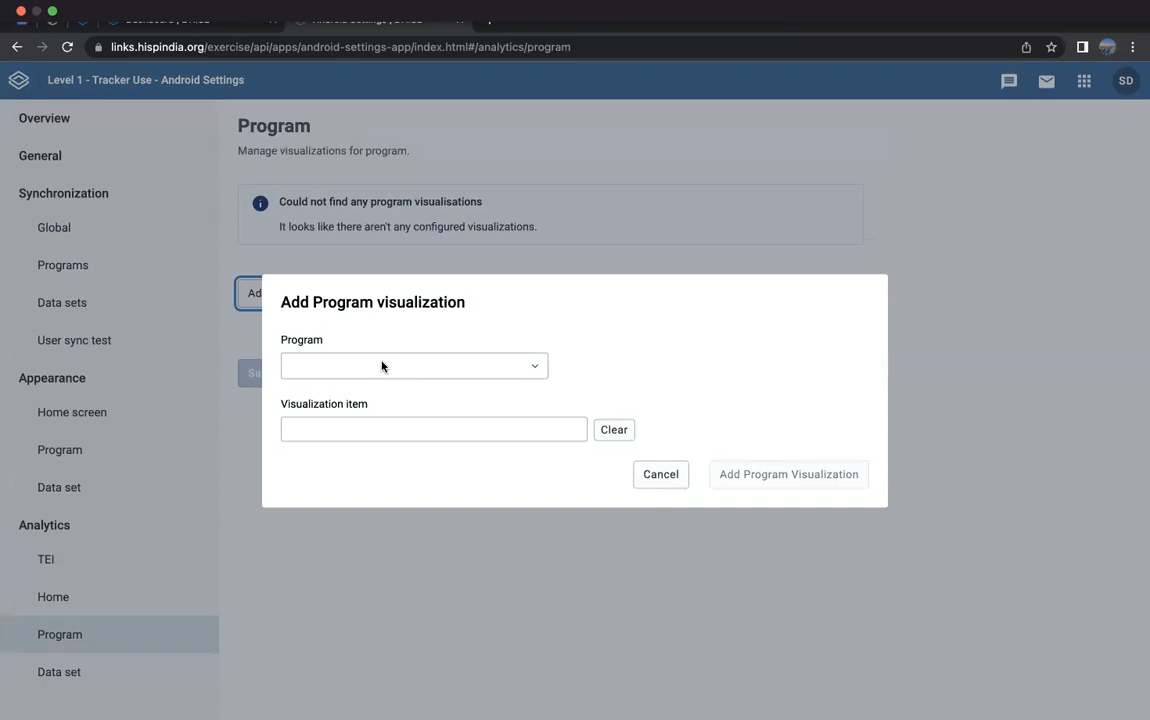 links.hispindia.org/exercise/api/apps/android-settings-app/index.html#/analytics/program
Level 1 - Tracker Use - Android Settings
SD
Overview
General
Synchronization
Global
Programs
Data sets
User sync test
Appearance
Home screen
Program
Data set
Analytics
TEI
Home
Program
Data set
Program
Manage visualizations for program.
Could not find any program visualisations
It looks like there aren't any configured visualizations.
Ad
Sa
Add Program visualization
Program
Visualization item
Clear
Cancel
Add Program Visualization